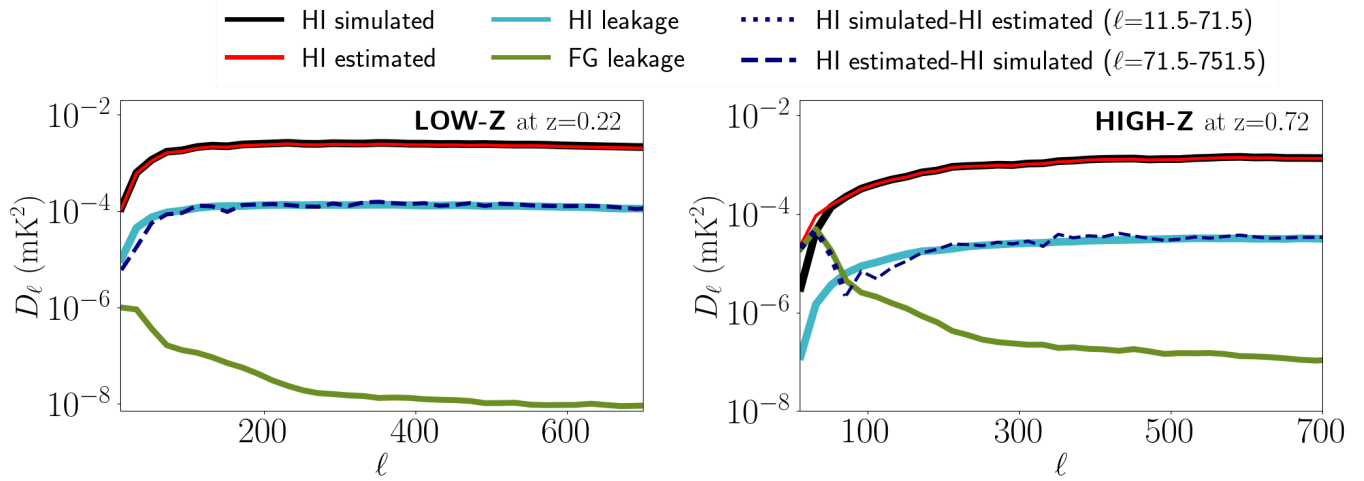 HI simulated HI leakage HI simulated-HI estimated (ℓ=11.5-71.5)
HI estimated FG leakage HI estimated-HI simulated (ℓ=71.5-751.5)
LOW-Z at z=0.22
D_ℓ (mK²)
10⁻²
10⁻⁴
10⁻⁶
10⁻⁸
200 400 600
ℓ
HIGH-Z at z=0.72
D_ℓ (mK²)
10⁻²
10⁻⁴
10⁻⁶
10⁻⁸
100 300 500 700
ℓ